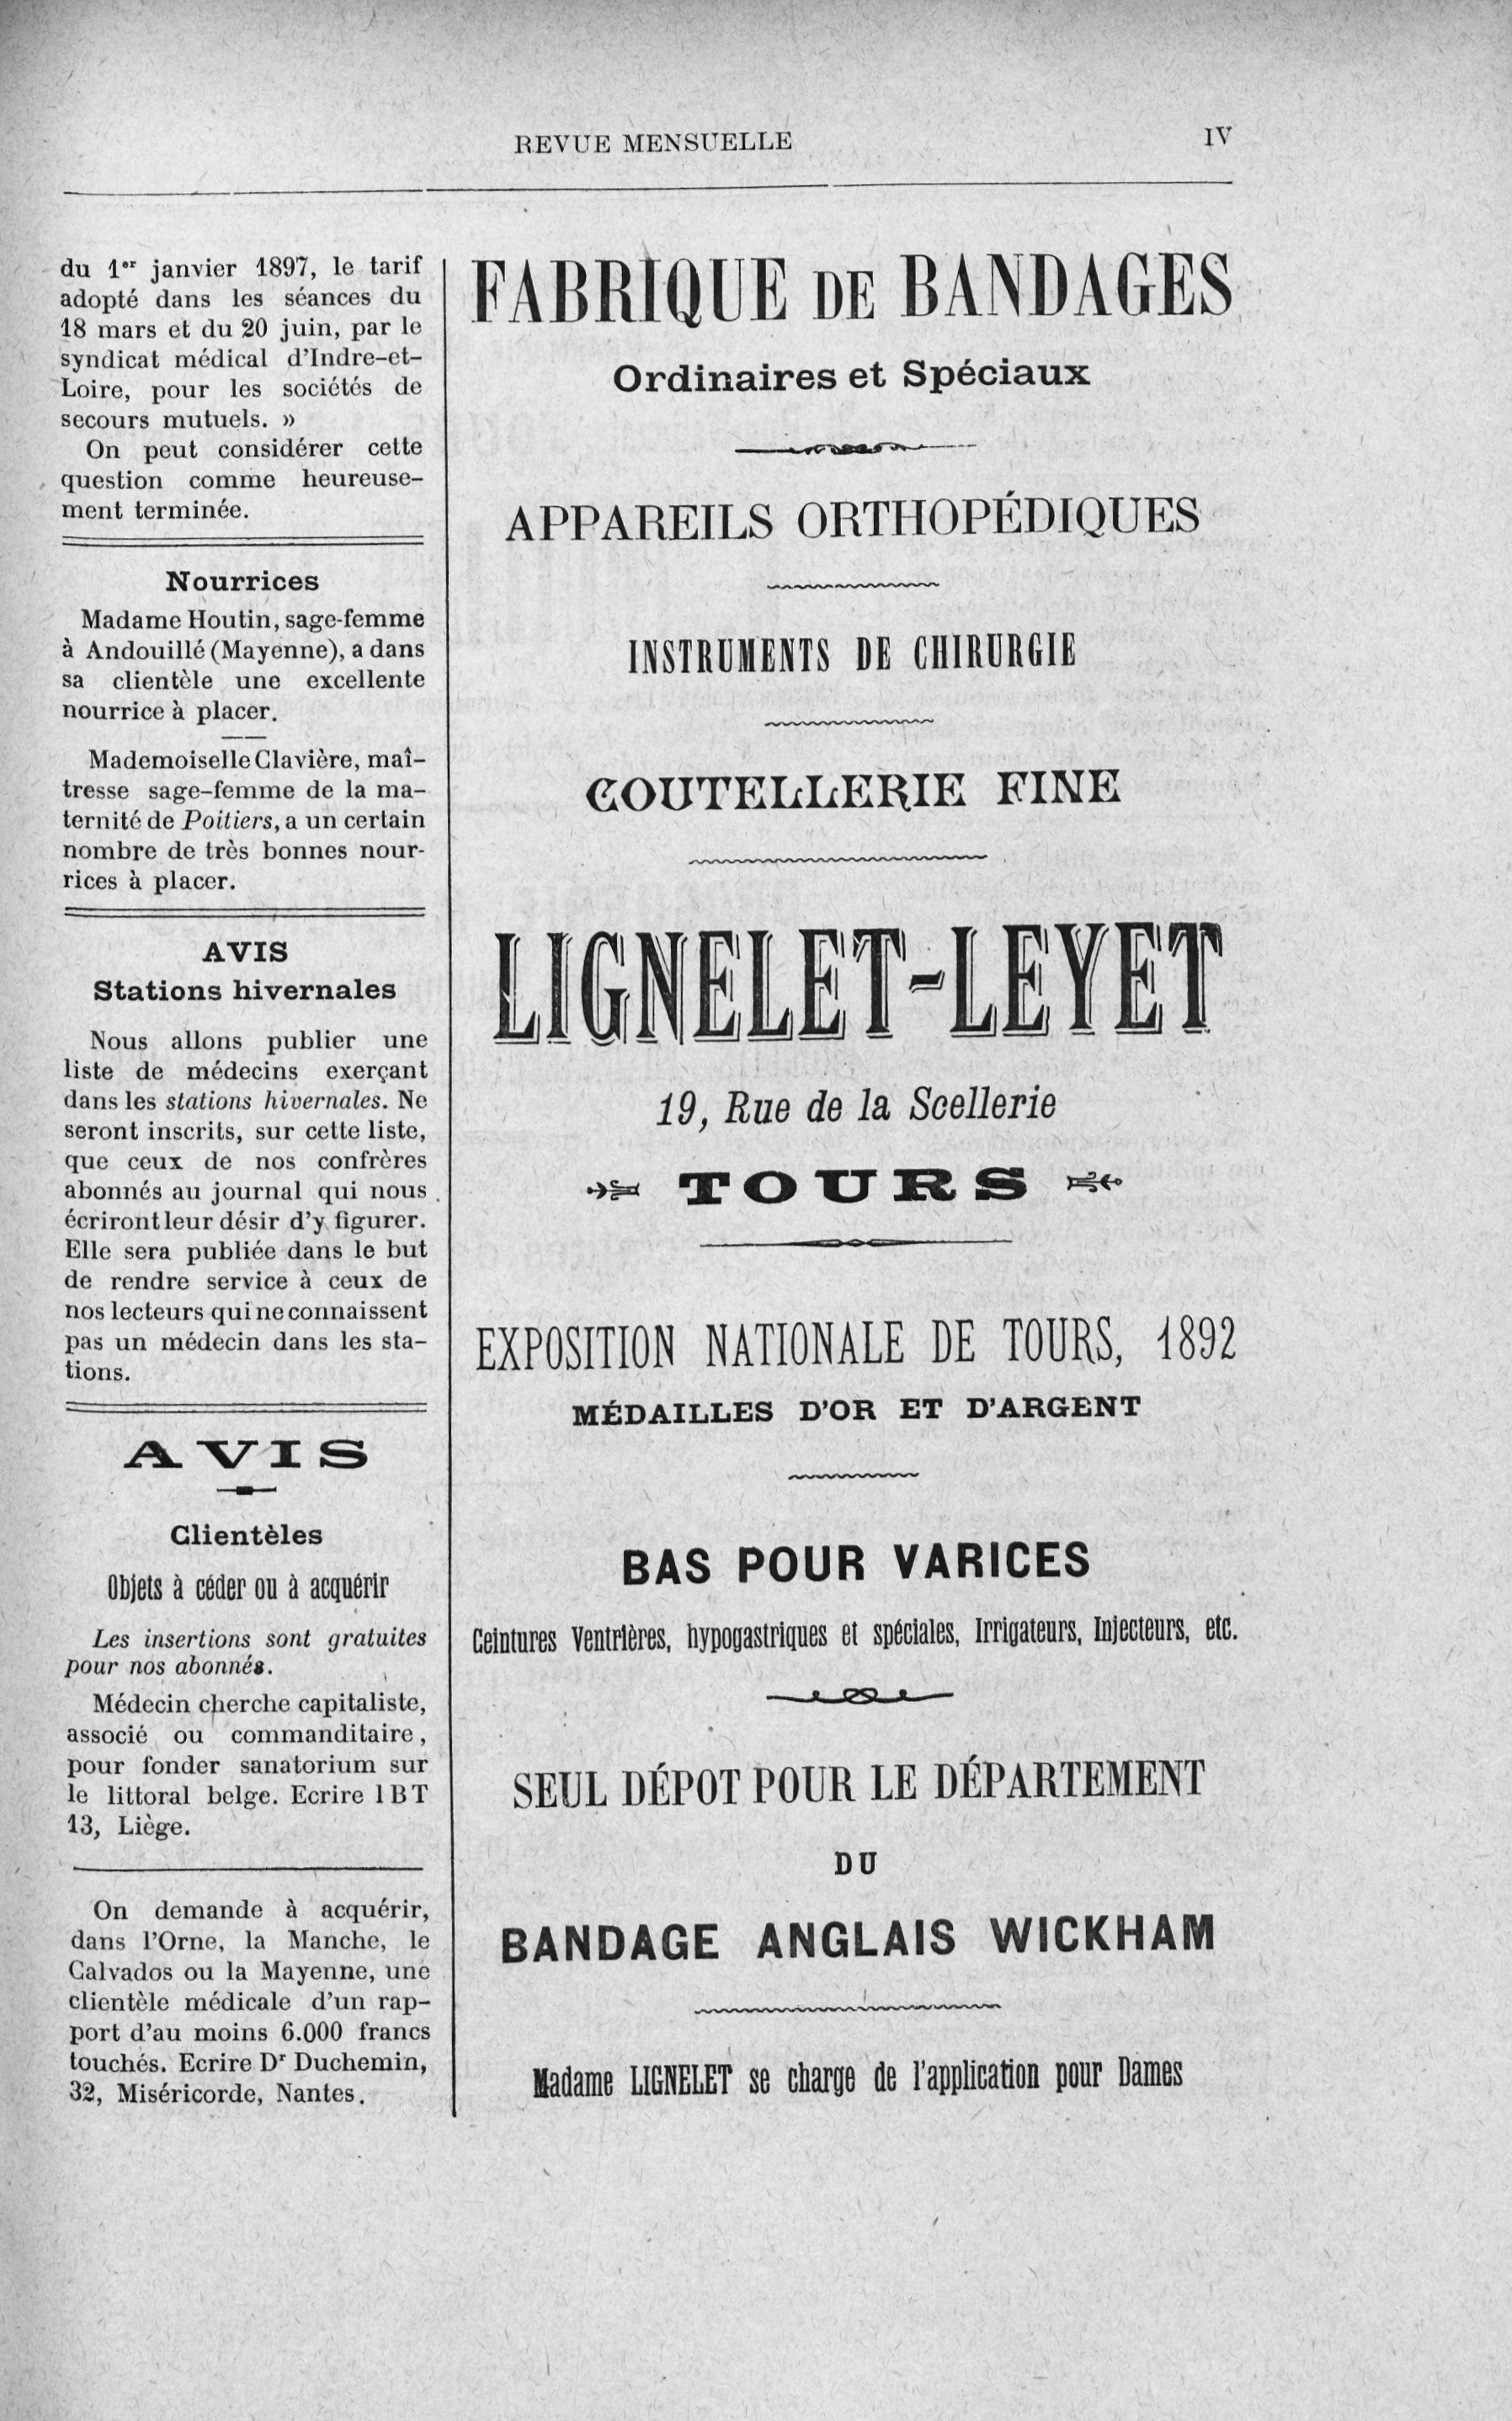 REVUE MENSUELLE
IV
du 1er janvier 1897, le tarif
adopté dans les séances du
18 mars et du 20 juin, par le
syndicat médical d'Indre-et-
Loire, pour les sociétés de
secours mutuels. »
On peut considérer cette
question comme heureuse-
ment terminée.
Nourrices
Madame Houtin, sage-femme
à Andouillé (Mayenne), a dans
sa clientèle une excellente
nourrice à placer.
Mademoiselle Clavière, maî-
tresse sage-femme de la ma-
ternité de Poitiers, a un certain
nombre de très bonnes nour-
rices à placer.
AVIS
Stations hivernales
Nous allons publier une
liste de médecins exerçant
dans les stations hivernales. Ne
seront inscrits, sur cette liste,
que ceux de nos confrères
abonnés au journal qui nous
écriront leur désir d'y figurer.
Elle sera publiée dans le but
de rendre service à ceux de
nos lecteurs qui ne connaissent
pas un médecin dans les sta-
tions.
AVIS
Clientèles
Objets à céder ou à acquérir
Les insertions sont gratuites
pour nos abonnés.
Médecin cherche capitaliste,
associé ou commanditaire,
pour fonder sanatorium sur
le littoral belge. Ecrire 1 B T
13, Liège.
On demande à acquérir,
dans l'Orne, la Manche, le
Calvados ou la Mayenne, une
clientèle médicale d'un rap-
port d'au moins 6.000 francs
touchés. Ecrire Dr Duchemin,
32, Miséricorde, Nantes.
FABRIQUE DE BANDAGES
Ordinaires et Spéciaux
APPAREILS ORTHOPÉDIQUES
INSTRUMENTS DE CHIRURGIE
COUTELLERIE FINE
LIGNELET-LEYET
19, Rue de la Scellerie
TOURS
EXPOSITION NATIONALE DE TOURS, 1892
MÉDAILLES D'OR ET D'ARGENT
BAS POUR VARICES
Ceintures Ventrières, hypogastriques et spéciales, Irrigateurs, Injecteurs, etc.
SEUL DÉPOT POUR LE DÉPARTEMENT
DU
BANDAGE ANGLAIS WICKHAM
Madame LIGNELET se charge de l'application pour Dames